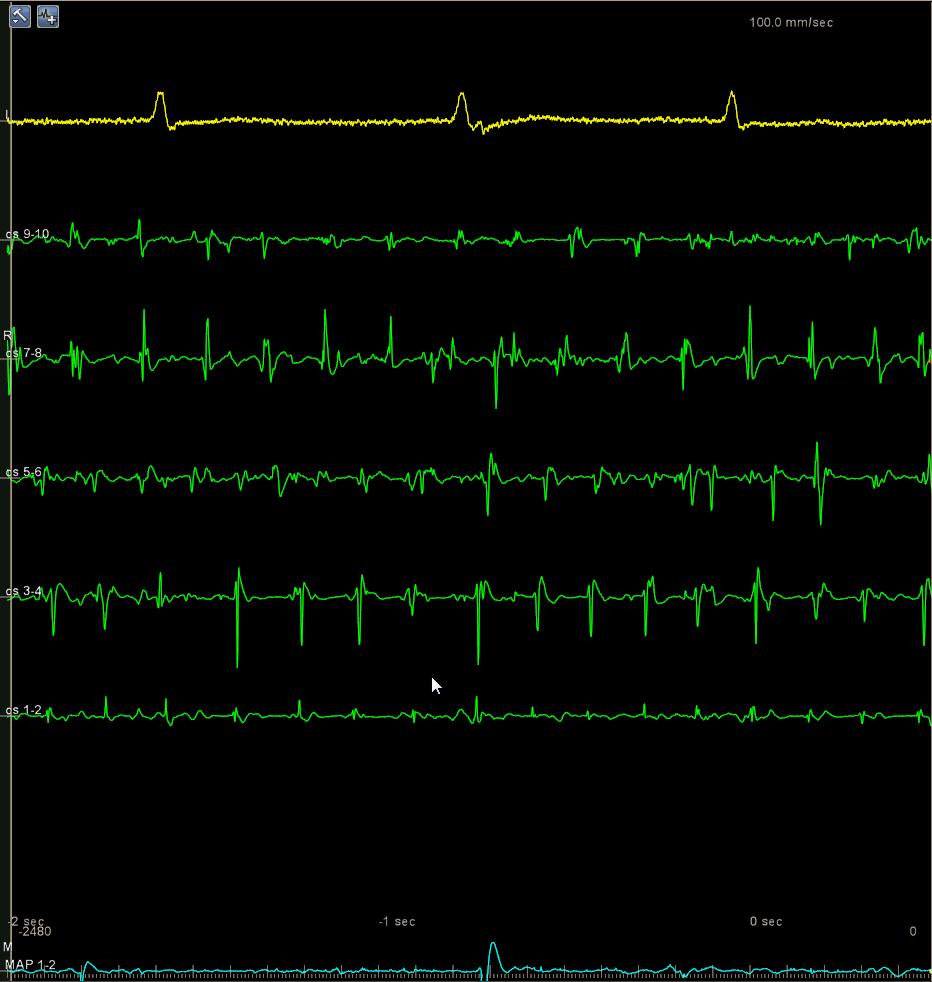 100.0 mm/sec
I
cs 9-10
R
cs 7-8
cs 5-6
cs 3-4
cs 1-2
-2 sec
-1 sec
0 sec
-2480
0
M
MAP 1-2